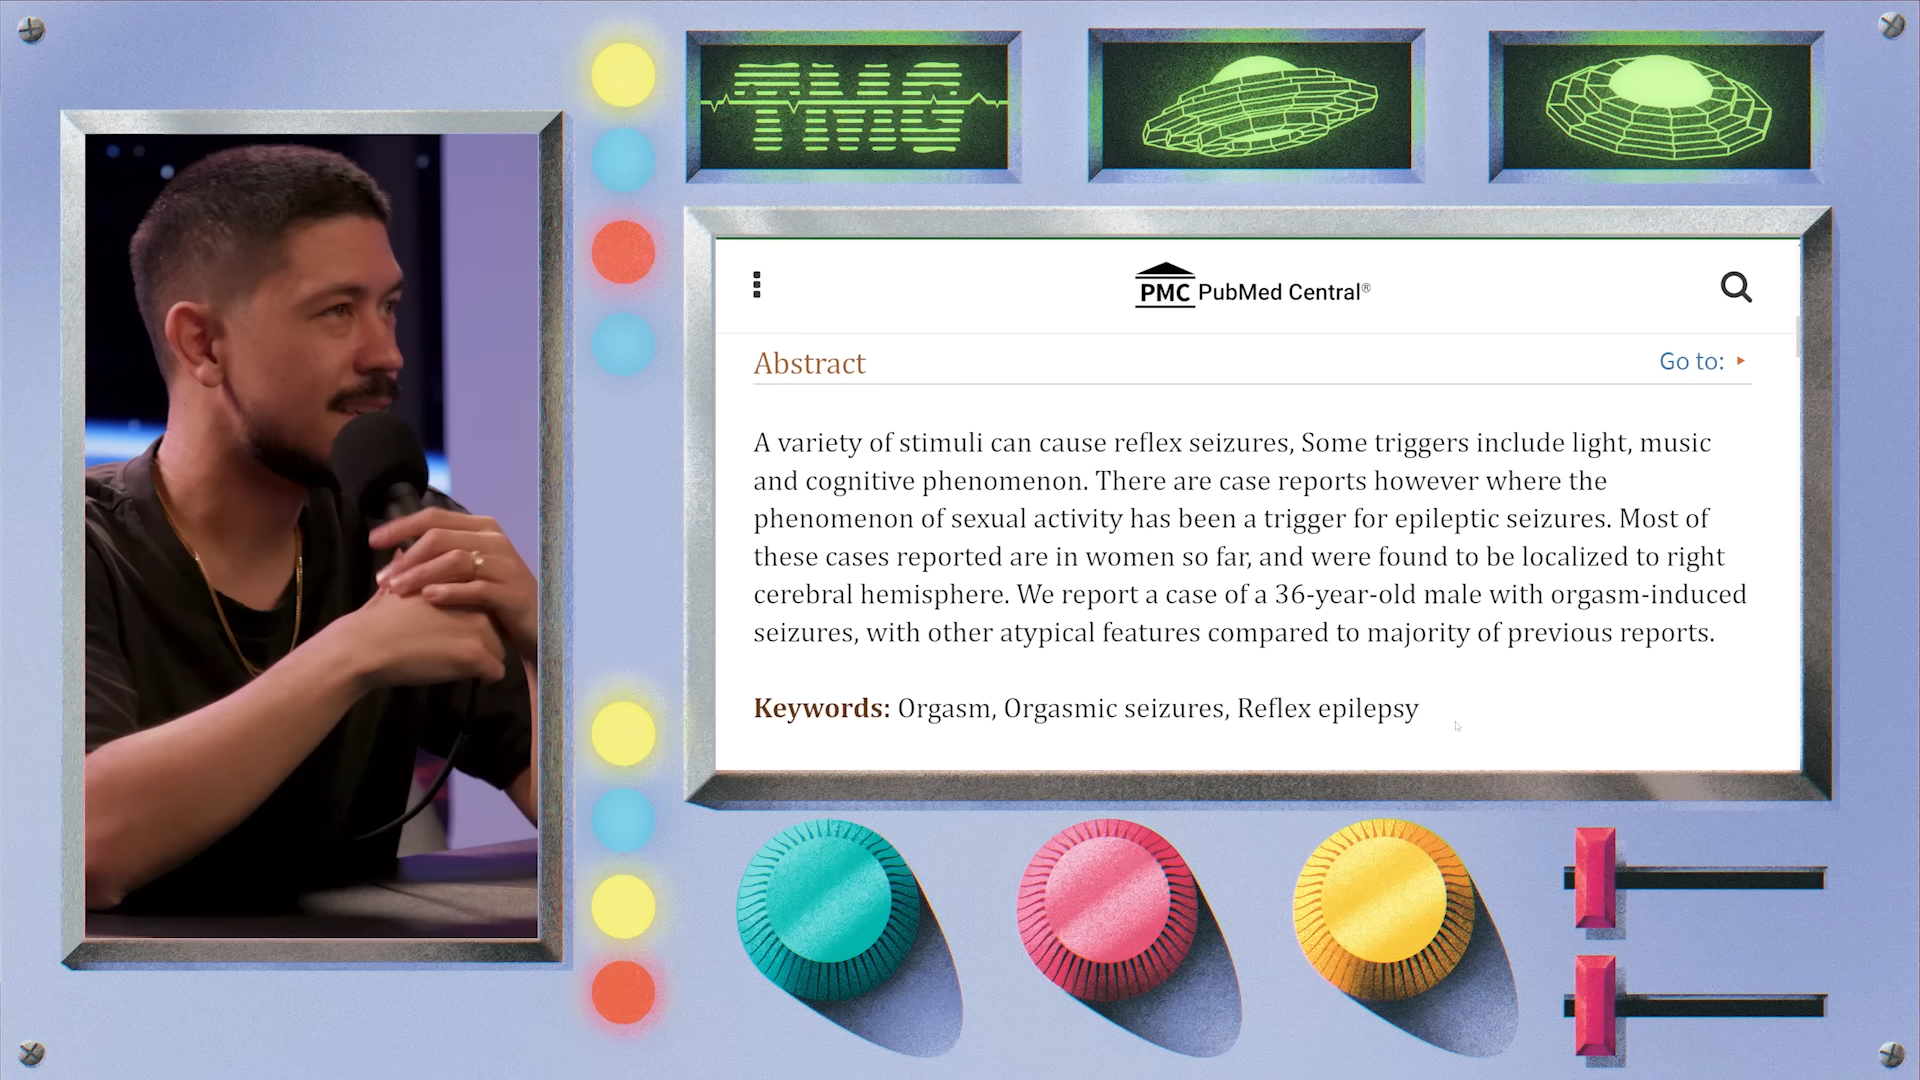 TMG
PMC PubMed Central®
Abstract
Go to:
A variety of stimuli can cause reflex seizures, Some triggers include light, music
and cognitive phenomenon. There are case reports however where the
phenomenon of sexual activity has been a trigger for epileptic seizures. Most of
these cases reported are in women so far, and were found to be localized to right
cerebral hemisphere. We report a case of a 36-year-old male with orgasm-induced
seizures, with other atypical features compared to majority of previous reports.
Keywords: Orgasm, Orgasmic seizures, Reflex epilepsy